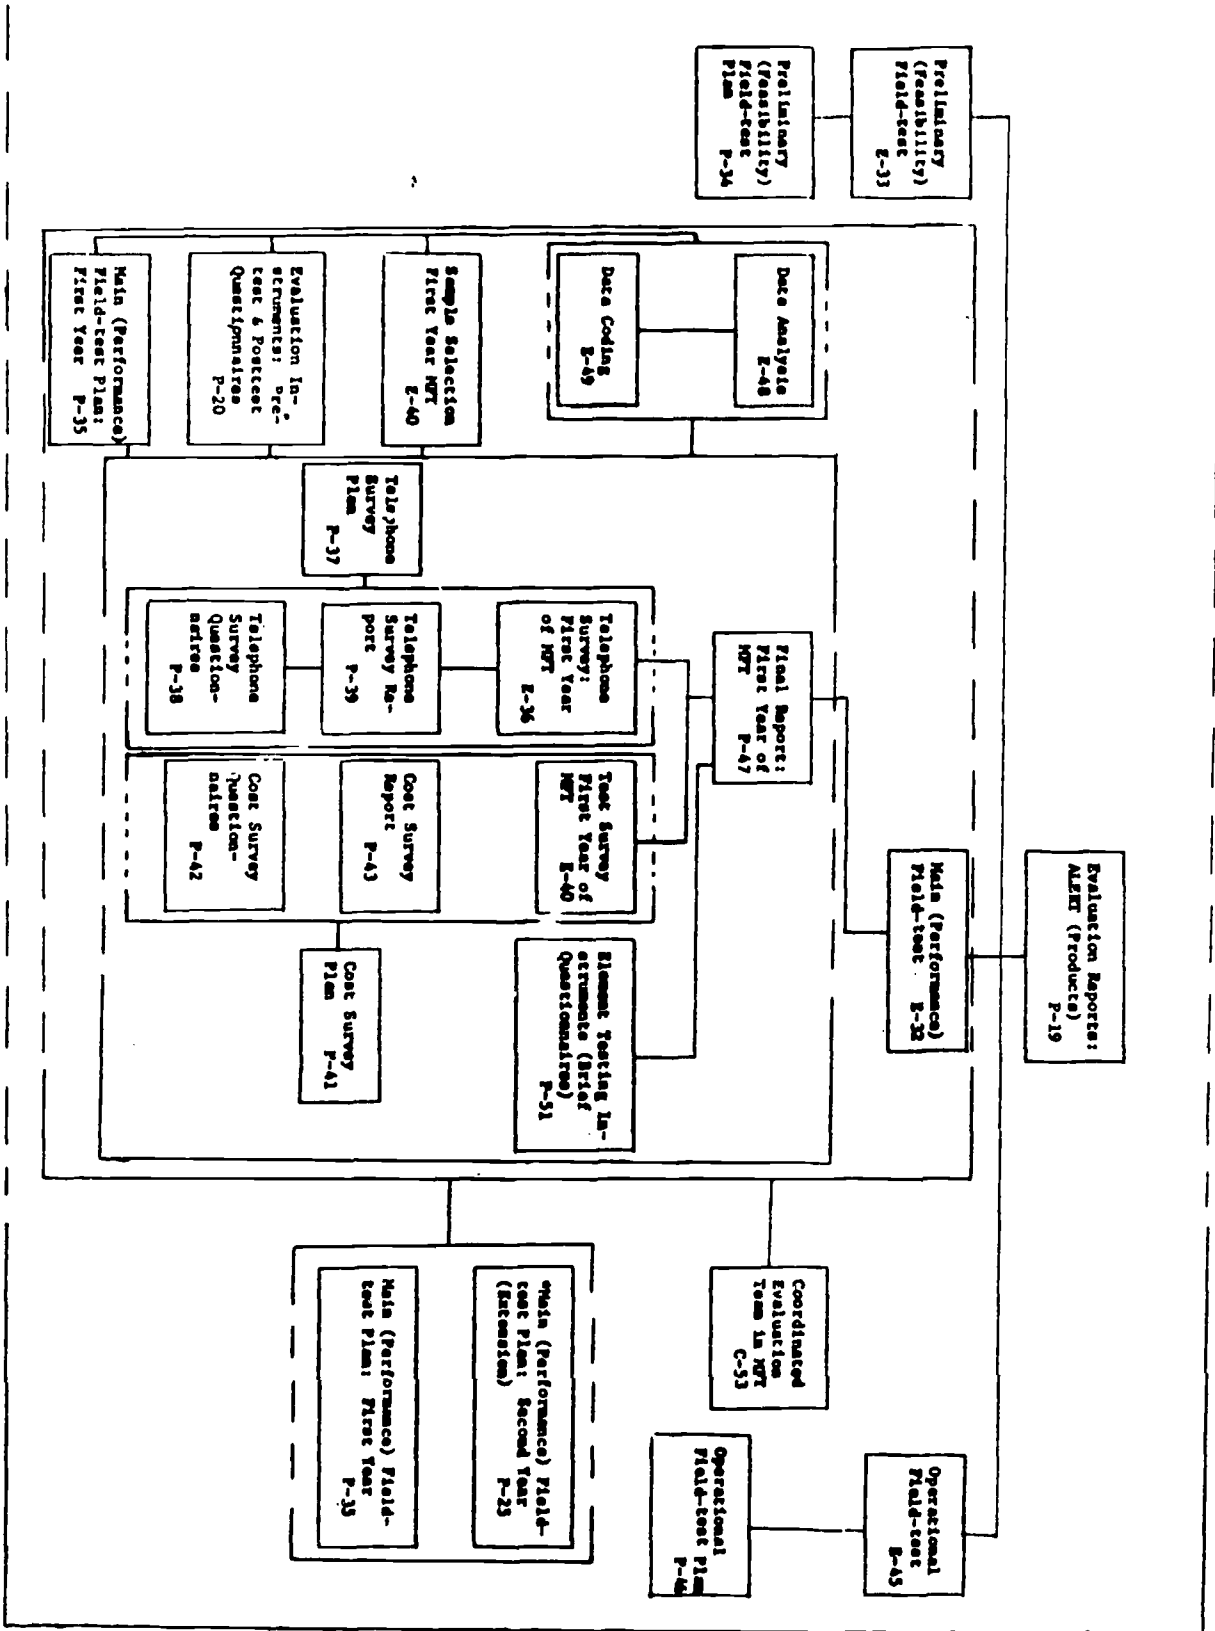 Evaluation Reports:
ALERT (Products)
P-19
Preliminary
(Feasibility)
Field-test
E-33
Main (Performance)
Field-test E-32
Operational
Field-test
E-45
Preliminary
(Feasibility)
Field-test
Plan P-34
Operational
Field-test Plan
P-46
Coordinated
Evaluation
Team in MFT
C-53
Final Report:
First Year of
MFT P-47
Data Analysis
E-48
Data Coding
E-49
Telephone
Survey:
First Year
of MFT
E-36
Test Survey
First Year of
MFT E-40
Element Testing In-
struments (Brief
Questionnaires)
P-51
*Main (Performance) Field-
test Plan: Second Year
(Extension) P-25
Sample Selection
First Year MFT
E-40
Telephone
Survey
Plan
P-37
Telephone
Survey Re-
port
P-39
Cost Survey
Report
P-43
Cost Survey
Plan P-41
Main (Performance) Field-
test Plan: First Year
P-35
Evaluation In-
struments: Pre-
test & Posttest
Questionnaires
P-20
Telephone
Survey
Question-
naires
P-38
Cost Survey
Question-
naires
P-42
Main (Performance)
Field-test Plan:
First Year P-35